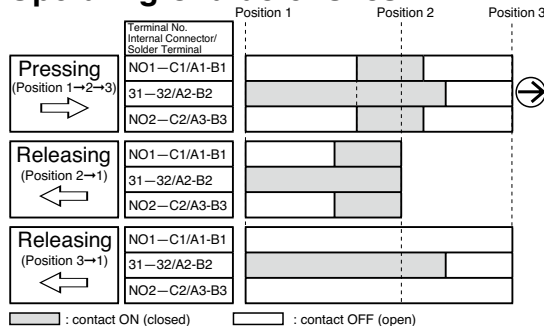 Position 1
Position 2
Position 3
Terminal No.
Internal Connector/
Solder Terminal
Pressing
(Position 1→2→3)
NO1—C1/A1-B1
31—32/A2-B2
NO2—C2/A3-B3
Releasing
(Position 2→1)
NO1—C1/A1-B1
31—32/A2-B2
NO2—C2/A3-B3
Releasing
(Position 3→1)
NO1—C1/A1-B1
31—32/A2-B2
NO2—C2/A3-B3
: contact ON (closed)
: contact OFF (open)